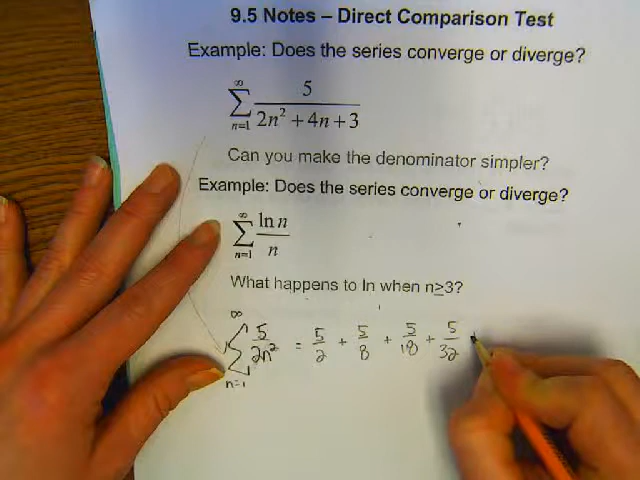 9.5 Notes – Direct Comparison Test
Example: Does the series converge or diverge?
∞ ∑ n=1 5 / (2n² + 4n + 3)
Can you make the denominator simpler?
Example: Does the series converge or diverge?
∞ ∑ n=1 ln n / n
What happens to ln when n≥3?
∞ ∑ n=1 5 / 2n² = 5/2 + 5/8 + 5/18 + 5/32